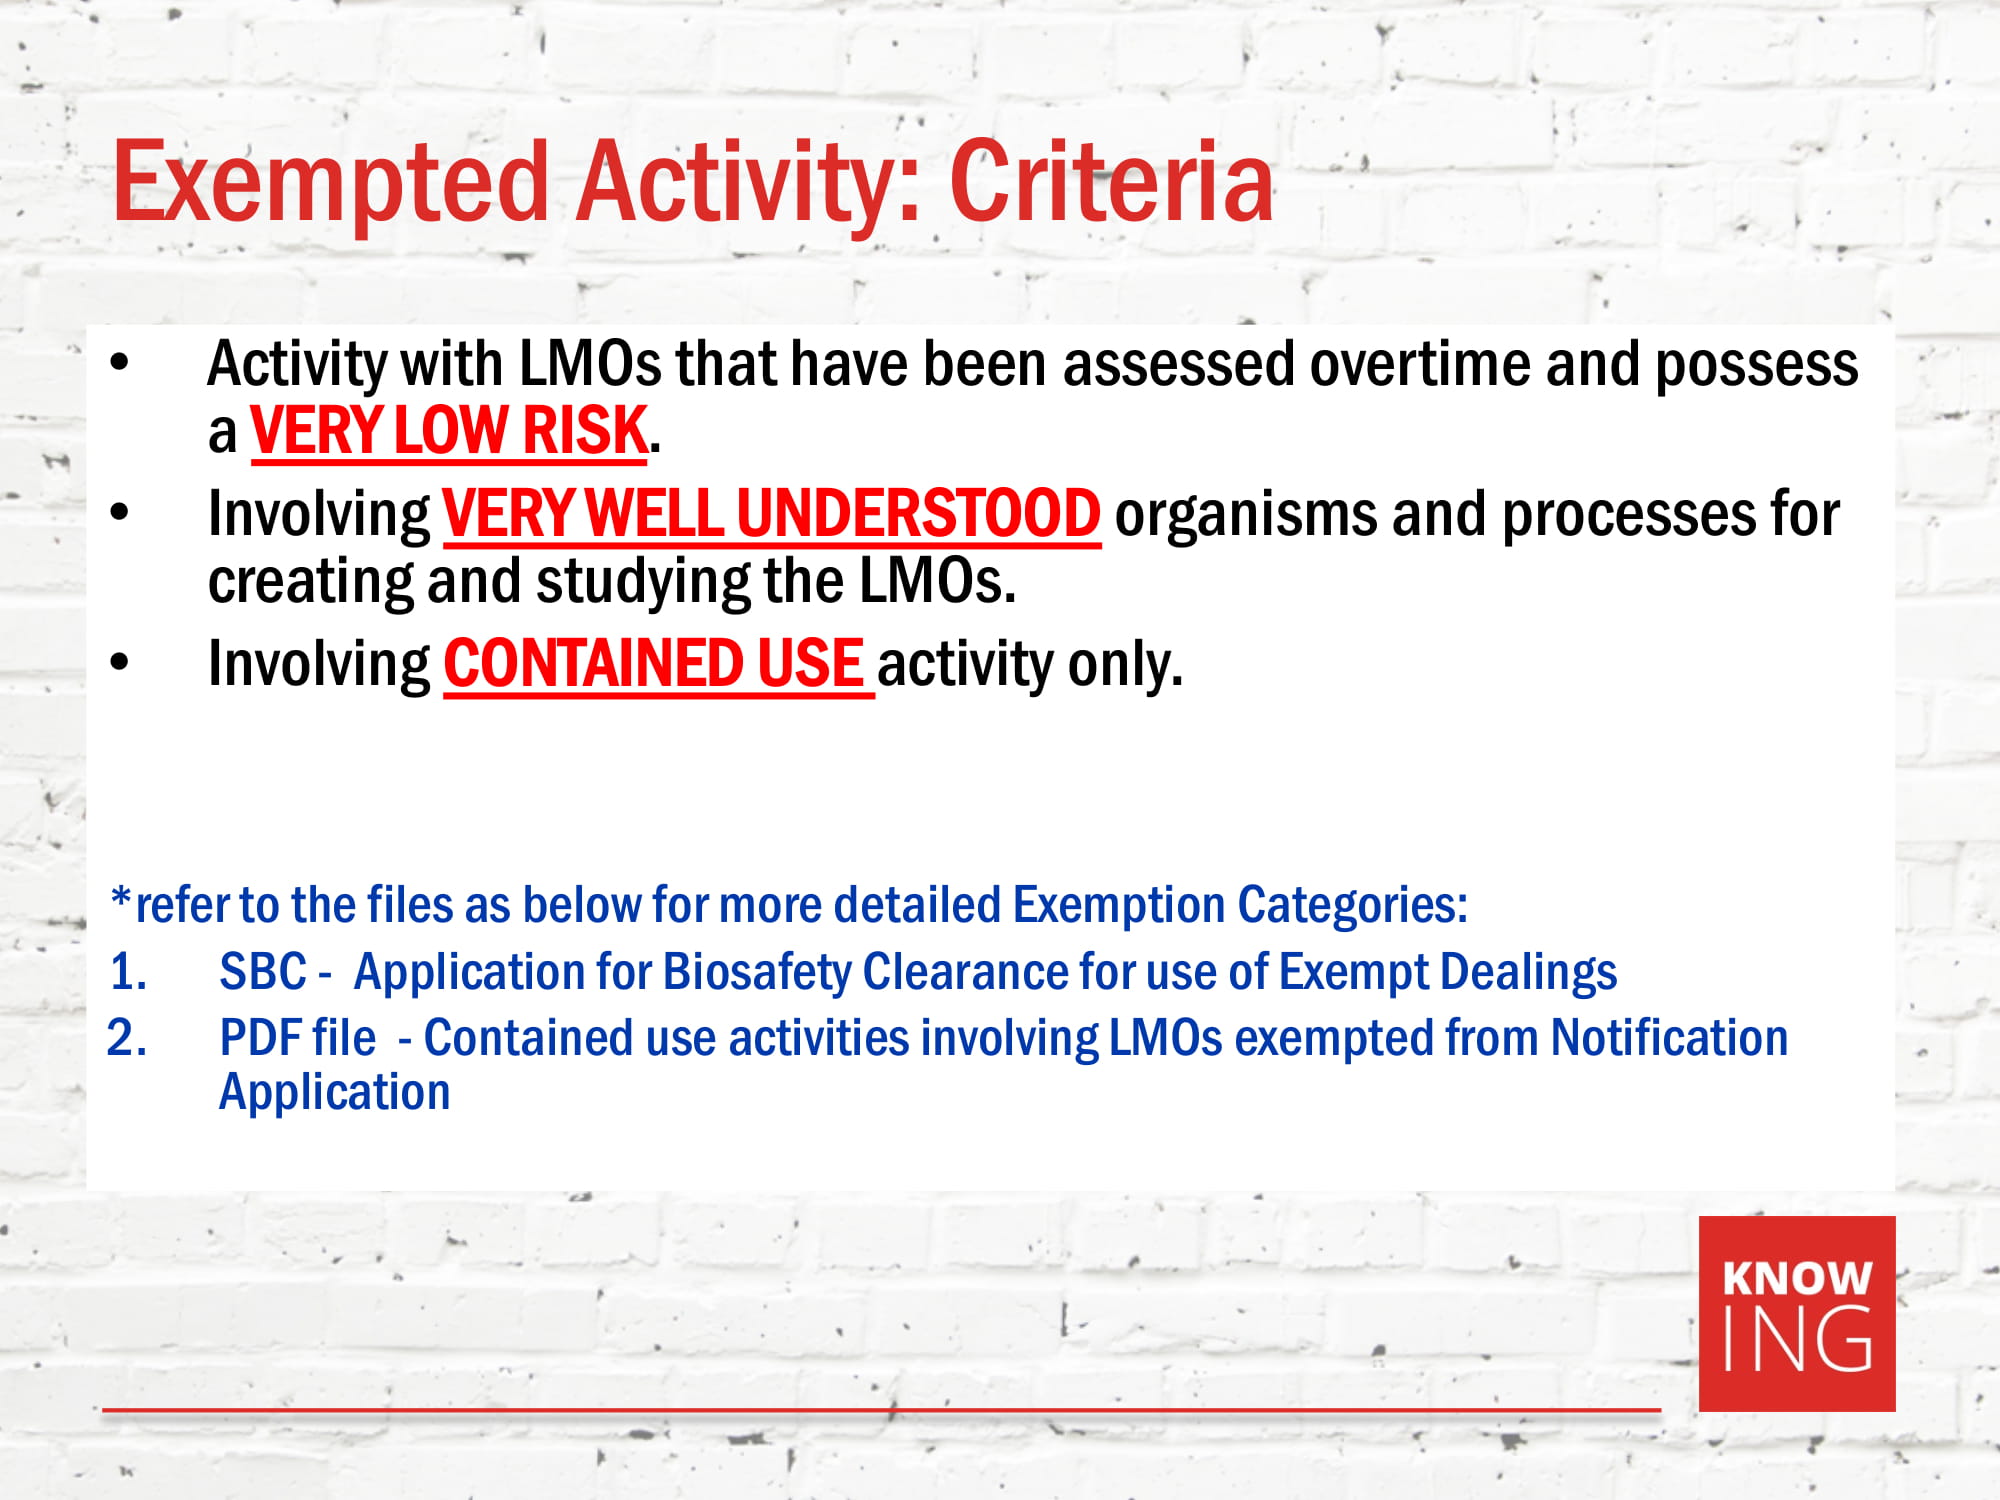 Exempted Activity: Criteria
• Activity with LMOs that have been assessed overtime and possess
a VERY LOW RISK.
• Involving VERY WELL UNDERSTOOD organisms and processes for
creating and studying the LMOs.
• Involving CONTAINED USE activity only.
*refer to the files as below for more detailed Exemption Categories:
1. SBC - Application for Biosafety Clearance for use of Exempt Dealings
2. PDF file - Contained use activities involving LMOs exempted from Notification
Application
KNOW
ING